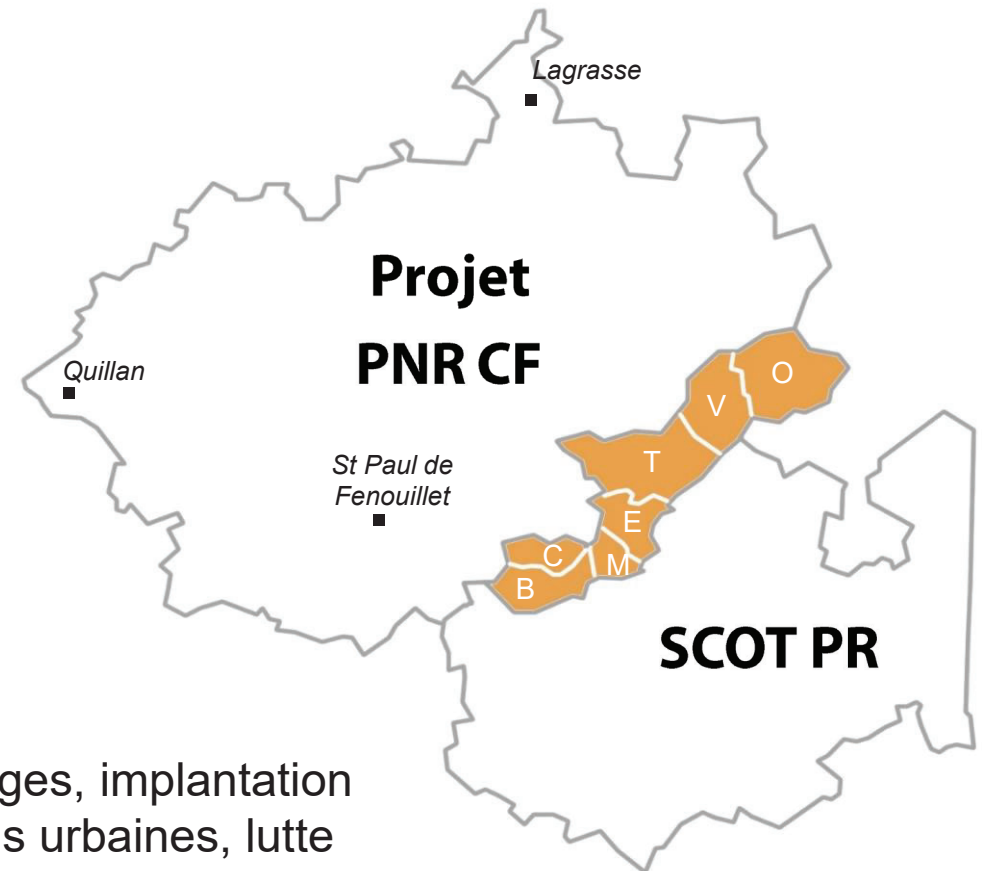 Lagrasse
Projet
PNR CF
Quillan
O
V
T
St Paul de
Fenouillet
E
C
M
B
SCOT PR
ges, implantation
s urbaines, lutte